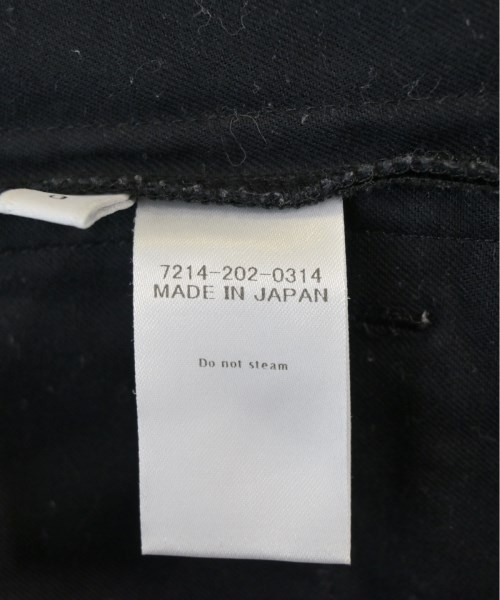 7214-202-0314
MADE IN JAPAN
Do not steam